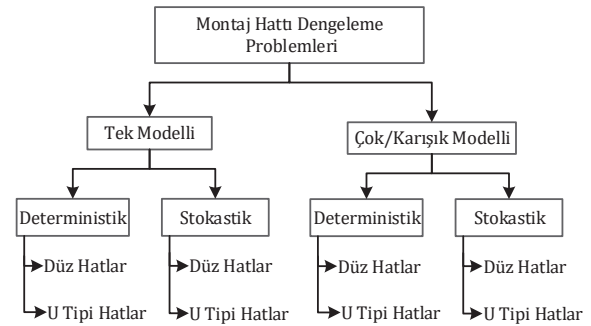 Montaj Hattı Dengeleme
Problemleri
Tek Modelli
Çok/Karışık Modelli
Deterministik
Stokastik
Deterministik
Stokastik
Düz Hatlar
Düz Hatlar
Düz Hatlar
Düz Hatlar
U Tipi Hatlar
U Tipi Hatlar
U Tipi Hatlar
U Tipi Hatlar